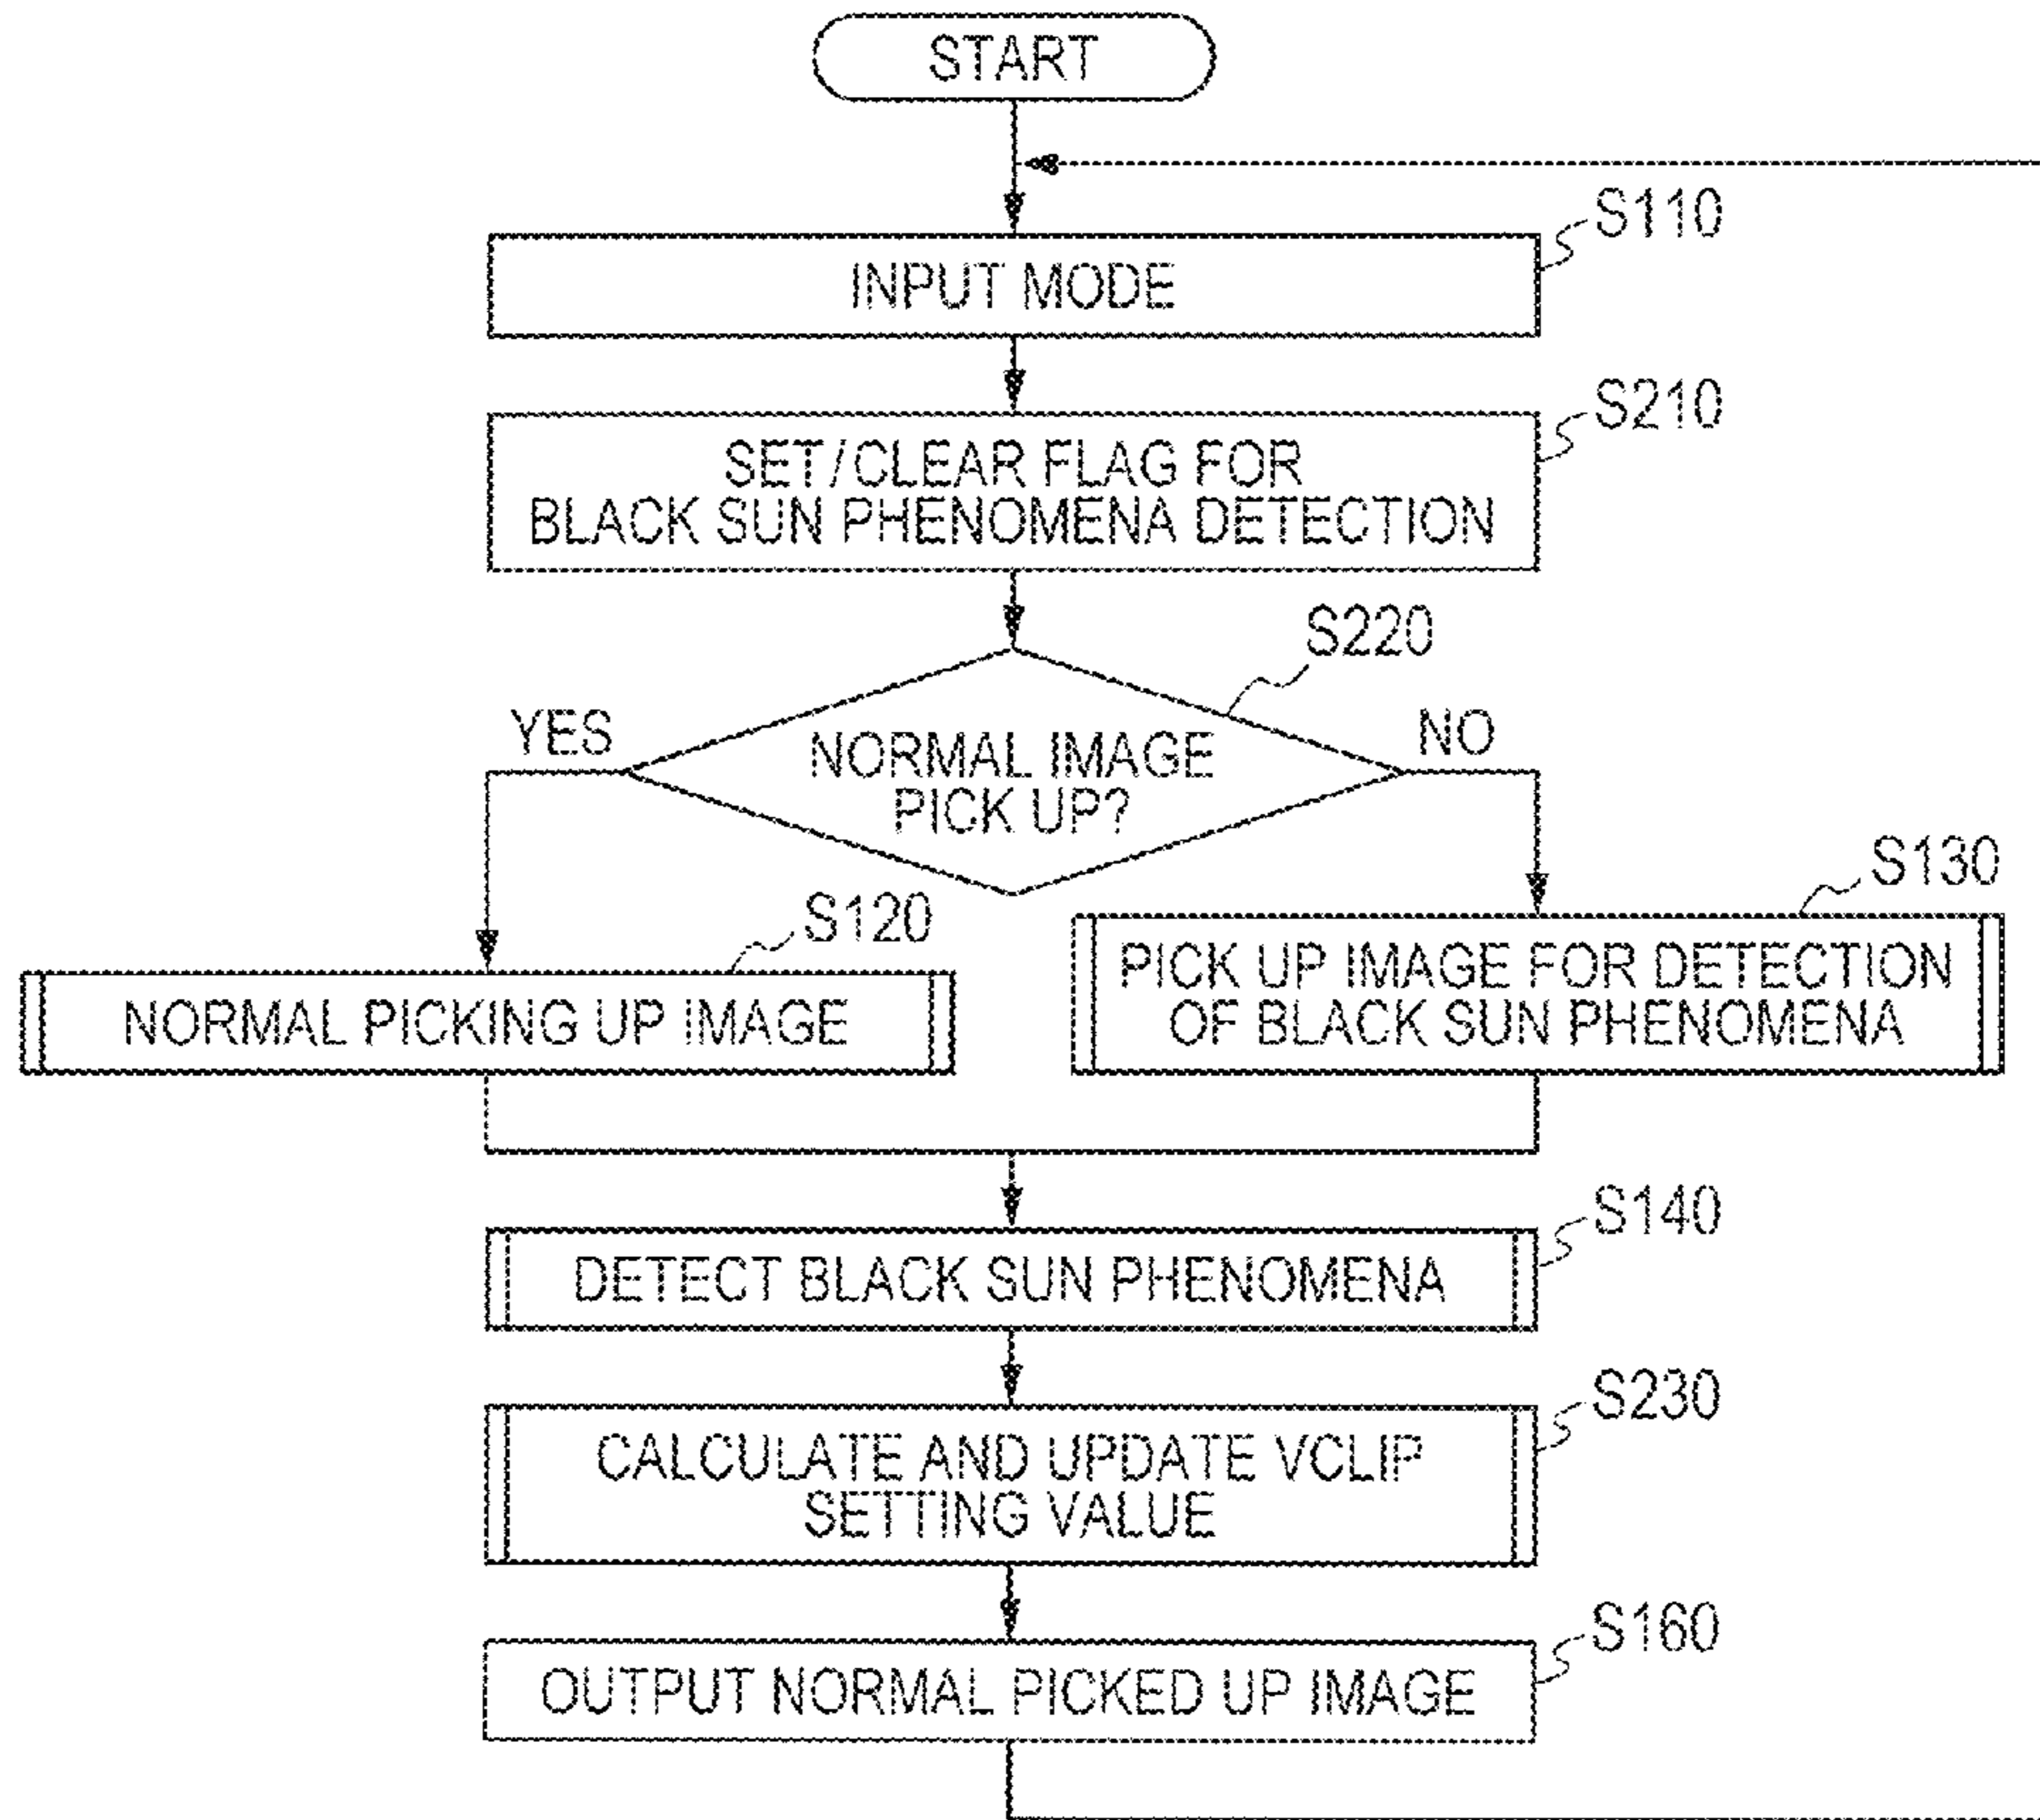 START
S110
INPUT MODE
S210
SET/CLEAR FLAG FOR
BLACK SUN PHENOMENA DETECTION
S220
YES
NO
NORMAL IMAGE
PICK UP?
S120
S130
NORMAL PICKING UP IMAGE
PICK UP IMAGE FOR DETECTION
OF BLACK SUN PHENOMENA
S140
DETECT BLACK SUN PHENOMENA
S230
CALCULATE AND UPDATE VCLIP
SETTING VALUE
S160
OUTPUT NORMAL PICKED UP IMAGE